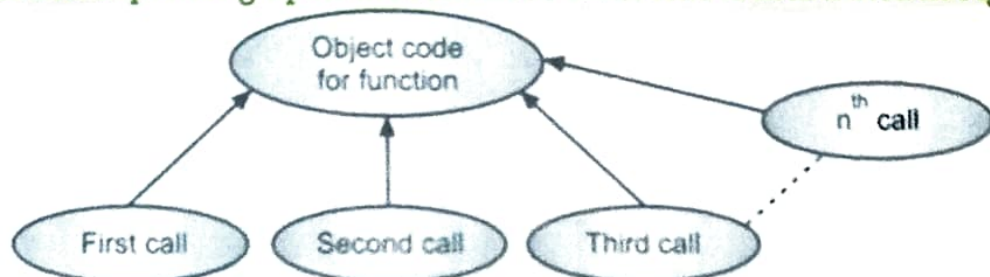 Object code
for function
nth call
First call
Second call
Third call